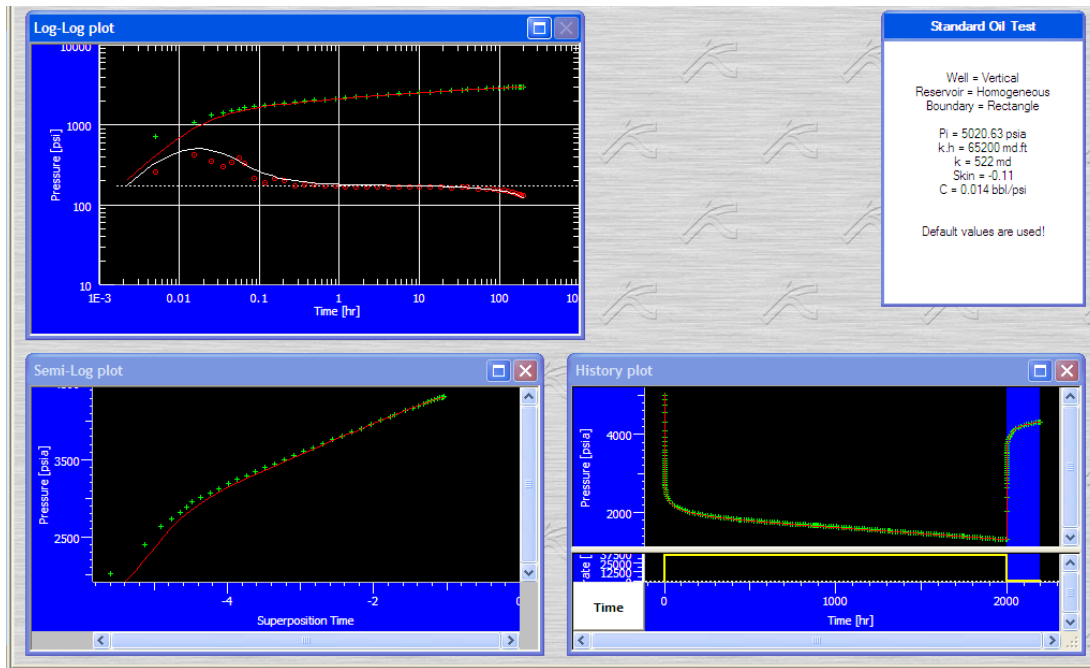 Log-Log plot
10000
1000
100
10
Pressure [psi]
1E-3 0.01 0.1 1 10 100 100
Time [hr]
Standard Oil Test
Well = Vertical
Reservoir = Homogeneous
Boundary = Rectangle
Pi = 5020.63 psia
k.h = 65200 md.ft
k = 522 md
Skin = -0.11
C = 0.014 bbl/psi
Default values are used!
Semi-Log plot
3500
2500
Pressure [psia]
-4 -2 0
Superposition Time
History plot
4000
2000
Pressure [psia]
37500
25000
12500
rate [
Time
0 1000 2000
Time [hr]